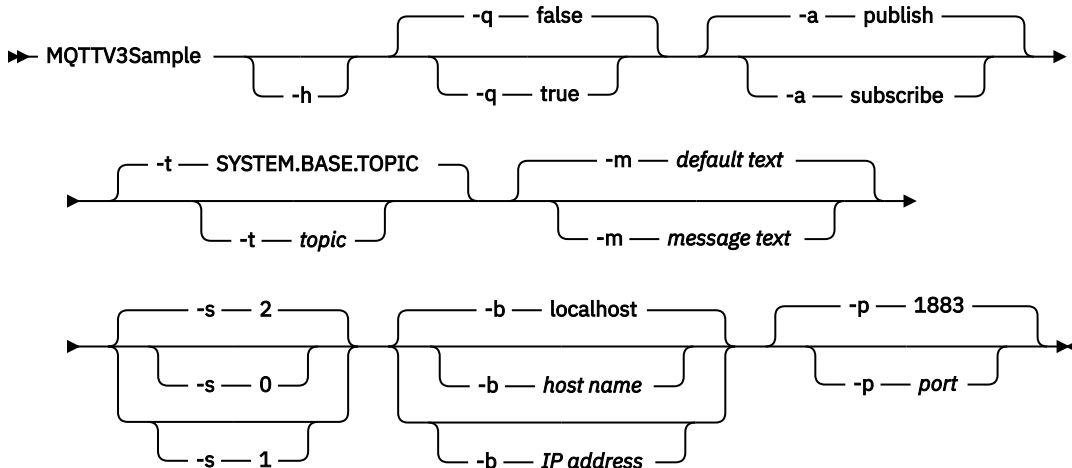 -q false -a publish
MQTTV3Sample
-h -q true -a subscribe
-t SYSTEM.BASE.TOPIC -m default text
-t topic -m message text
-s 2 -b localhost -p 1883
-s 0 -b host name -p port
-s 1 -b IP address